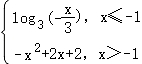 log₃(-x/3), x≤-1
-x²+2x+2, x>-1